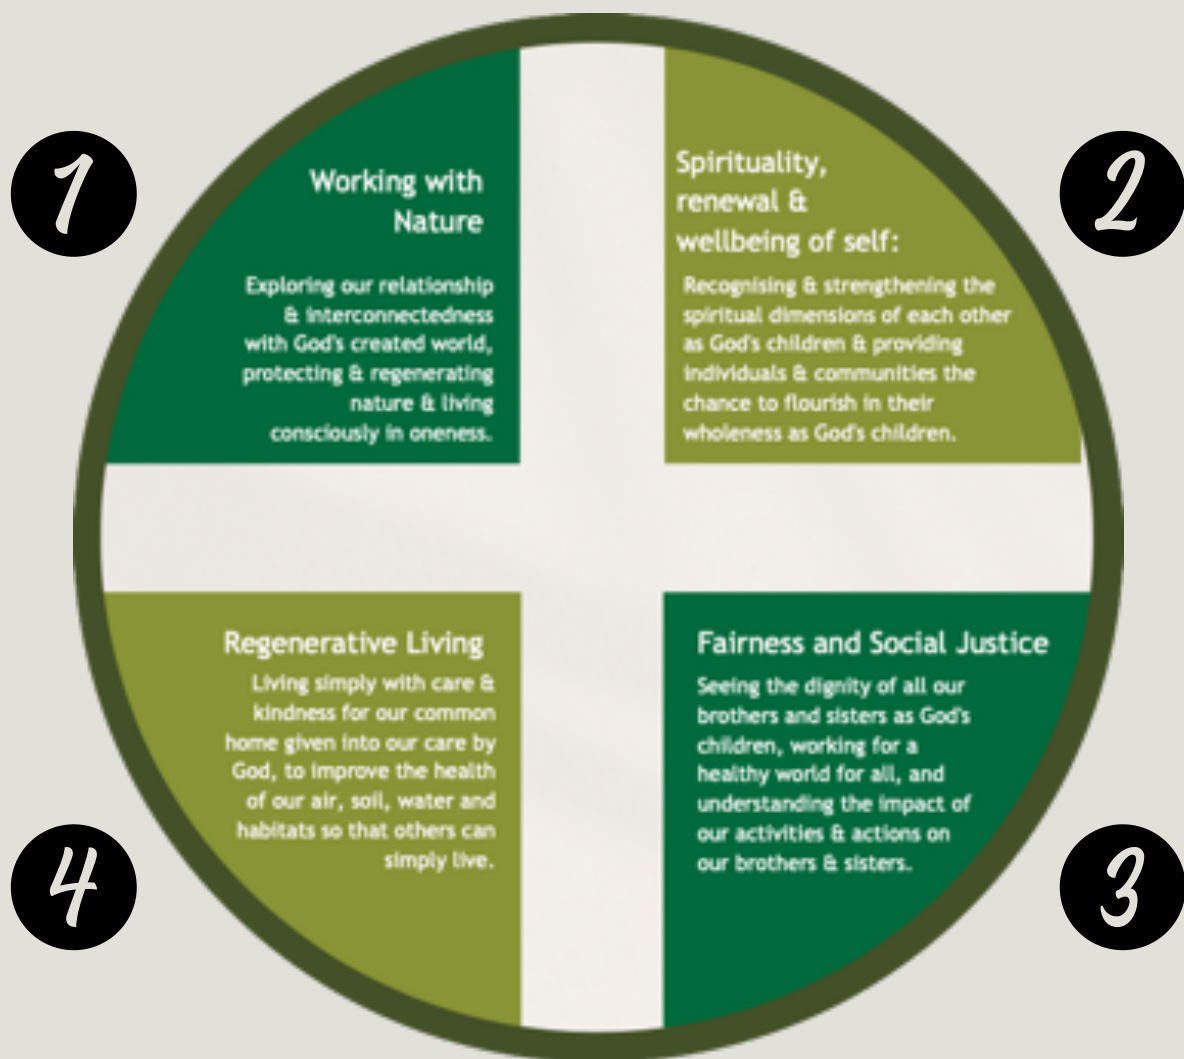 1
Working with
Nature
Exploring our relationship
& interconnectedness
with God's created world,
protecting & regenerating
nature & living
consciously in oneness.
2
Spirituality,
renewal &
wellbeing of self:
Recognising & strengthening the
spiritual dimensions of each other
as God's children & providing
individuals & communities the
chance to flourish in their
wholeness as God's children.
3
Fairness and Social Justice
Seeing the dignity of all our
brothers and sisters as God's
children, working for a
healthy world for all, and
understanding the impact of
our activities & actions on
our brothers & sisters.
4
Regenerative Living
Living simply with care &
kindness for our common
home given into our care by
God, to improve the health
of our air, soil, water and
habitats so that others can
simply live.